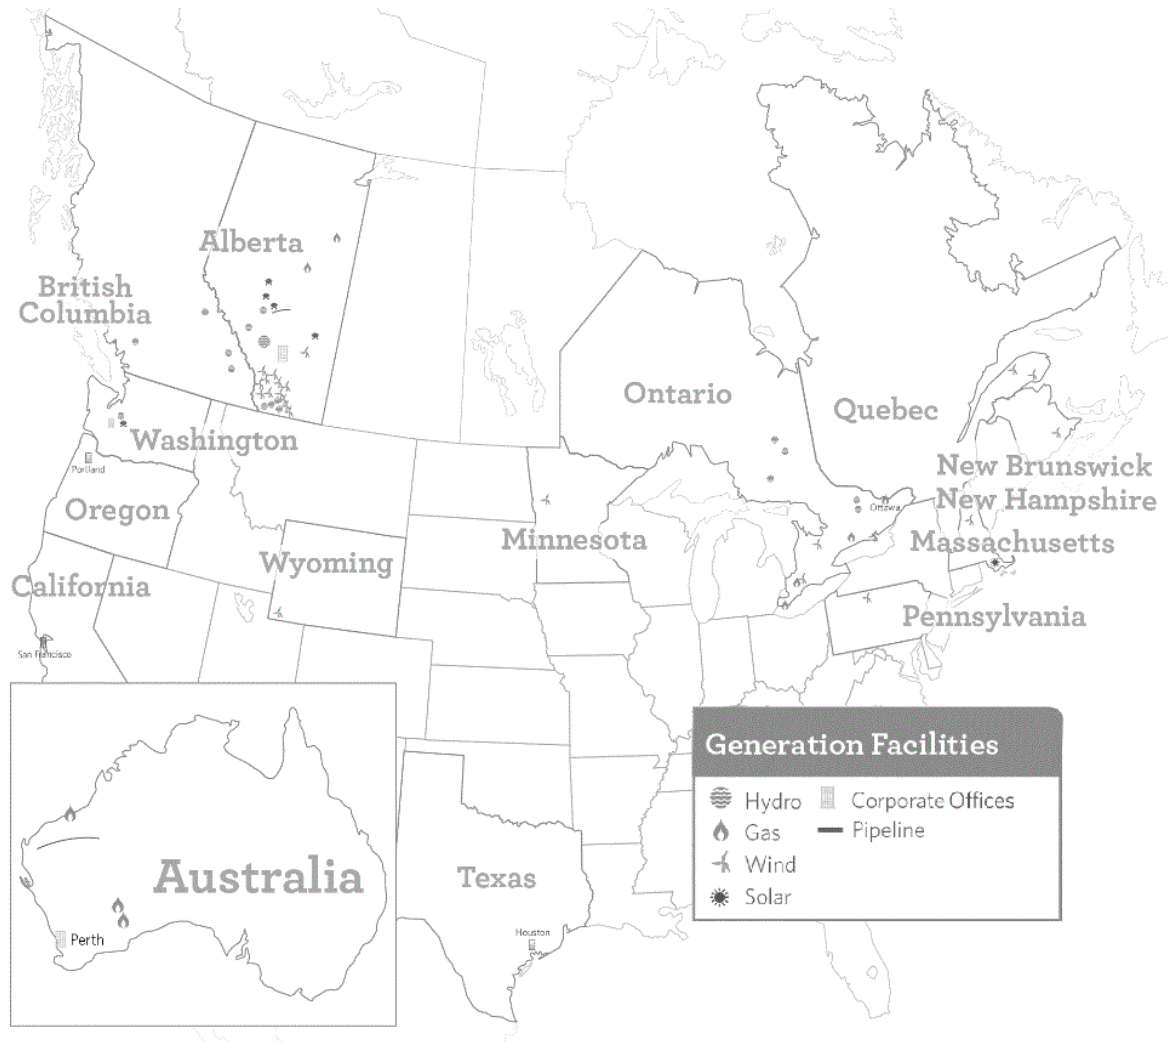 Alberta
British
Columbia
Ontario
Quebec
Washington
Portland
New Brunswick
Oregon
Ottawa
New Hampshire
Minnesota
Massachusetts
Wyoming
California
Pennsylvania
San Francisco
Generation Facilities
Hydro
Corporate Offices
Gas
Pipeline
Wind
Solar
Australia
Texas
Perth
Houston